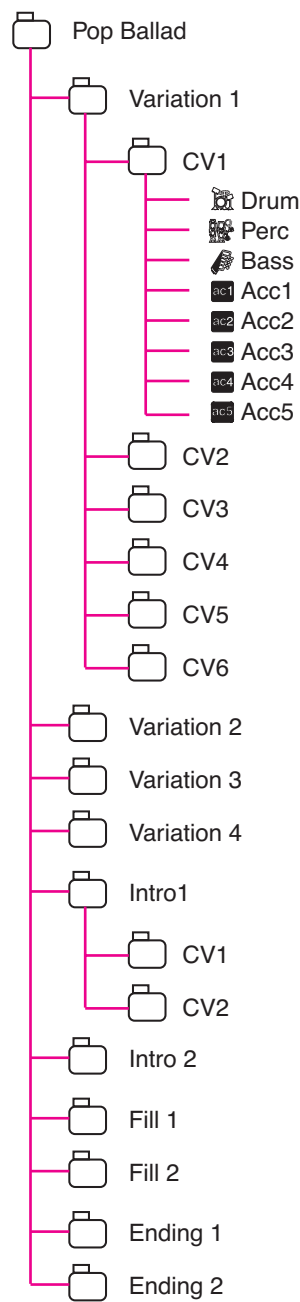 Pop Ballad
Variation 1
CV1
Drum
Perc
Bass
ac1 Acc1
ac2 Acc2
ac3 Acc3
ac4 Acc4
ac5 Acc5
CV2
CV3
CV4
CV5
CV6
Variation 2
Variation 3
Variation 4
Intro1
CV1
CV2
Intro 2
Fill 1
Fill 2
Ending 1
Ending 2